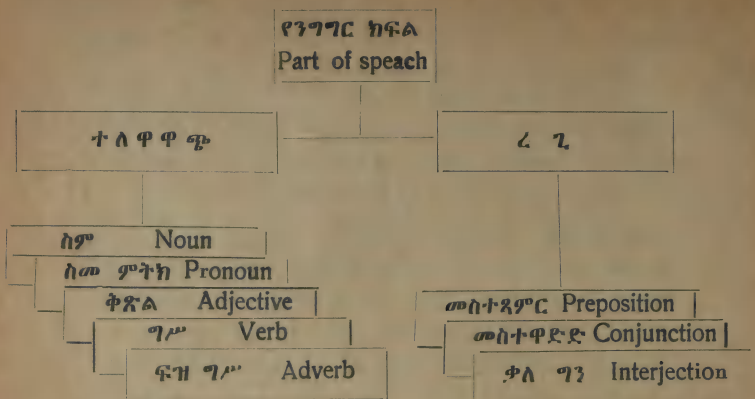 የንግግር ክፍል
Part of speach
ተለዋዋጭ
ረጊ
ስም Noun
ስመ ምትክ Pronoun
ቅጽል Adjective
ግሥ Verb
ፍዝ ግሥ Adverb
መስተጻምር Preposition
መስተዋድድ Conjunction
ቃለ ግን Interjection